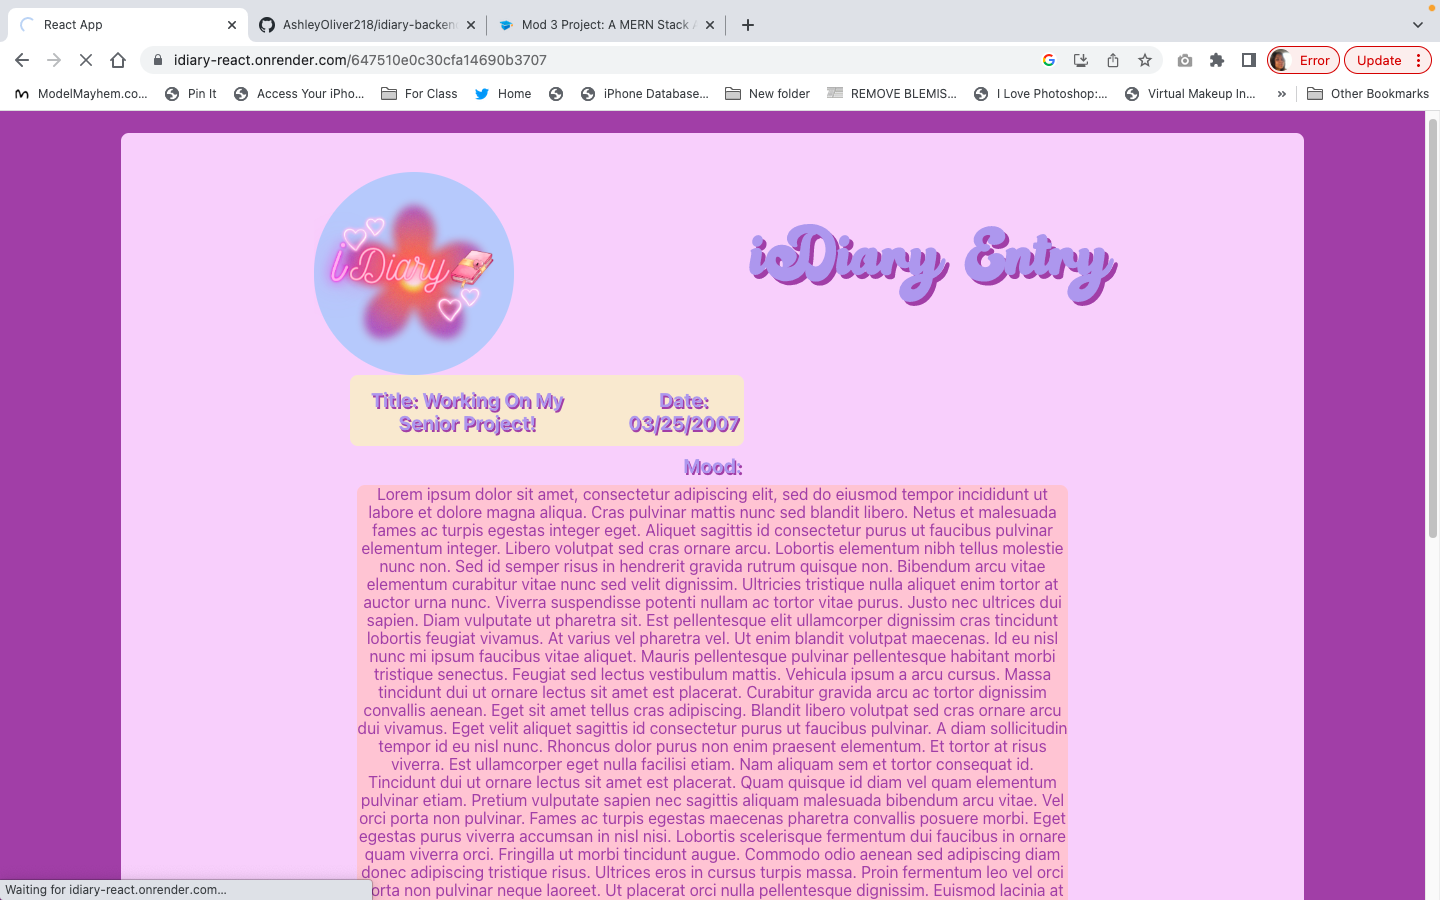 React App
AshleyOliver218/idiary-backen
Mod 3 Project: A MERN Stack A
idiary-react.onrender.com/647510e0c30cfa14690b3707
Error
Update
ModelMayhem.co...
Pin It
Access Your iPho...
For Class
Home
iPhone Database...
New folder
REMOVE BLEMIS...
I Love Photoshop:...
Virtual Makeup In...
»
Other Bookmarks
iDiary
iDiary Entry
Title: Working On My
Senior Project!
Date:
03/25/2007
Mood:
Lorem ipsum dolor sit amet, consectetur adipiscing elit, sed do eiusmod tempor incididunt ut
labore et dolore magna aliqua. Cras pulvinar mattis nunc sed blandit libero. Netus et malesuada
fames ac turpis egestas integer eget. Aliquet sagittis id consectetur purus ut faucibus pulvinar
elementum integer. Libero volutpat sed cras ornare arcu. Lobortis elementum nibh tellus molestie
nunc non. Sed id semper risus in hendrerit gravida rutrum quisque non. Bibendum arcu vitae
elementum curabitur vitae nunc sed velit dignissim. Ultricies tristique nulla aliquet enim tortor at
auctor urna nunc. Viverra suspendisse potenti nullam ac tortor vitae purus. Justo nec ultrices dui
sapien. Diam vulputate ut pharetra sit. Est pellentesque elit ullamcorper dignissim cras tincidunt
lobortis feugiat vivamus. At varius vel pharetra vel. Ut enim blandit volutpat maecenas. Id eu nisl
nunc mi ipsum faucibus vitae aliquet. Mauris pellentesque pulvinar pellentesque habitant morbi
tristique senectus. Feugiat sed lectus vestibulum mattis. Vehicula ipsum a arcu cursus. Massa
tincidunt dui ut ornare lectus sit amet est placerat. Curabitur gravida arcu ac tortor dignissim
convallis aenean. Eget sit amet tellus cras adipiscing. Blandit libero volutpat sed cras ornare arcu
dui vivamus. Eget velit aliquet sagittis id consectetur purus ut faucibus pulvinar. A diam sollicitudin
tempor id eu nisl nunc. Rhoncus dolor purus non enim praesent elementum. Et tortor at risus
viverra. Est ullamcorper eget nulla facilisi etiam. Nam aliquam sem et tortor consequat id.
Tincidunt dui ut ornare lectus sit amet est placerat. Quam quisque id diam vel quam elementum
pulvinar etiam. Pretium vulputate sapien nec sagittis aliquam malesuada bibendum arcu vitae. Vel
orci porta non pulvinar. Fames ac turpis egestas maecenas pharetra convallis posuere morbi. Eget
egestas purus viverra accumsan in nisl nisi. Lobortis scelerisque fermentum dui faucibus in ornare
quam viverra orci. Fringilla ut morbi tincidunt augue. Commodo odio aenean sed adipiscing diam
donec adipiscing tristique risus. Ultrices eros in cursus turpis massa. Proin fermentum leo vel orci
orta non pulvinar neque laoreet. Ut placerat orci nulla pellentesque dignissim. Euismod lacinia at
Waiting for idiary-react.onrender.com...